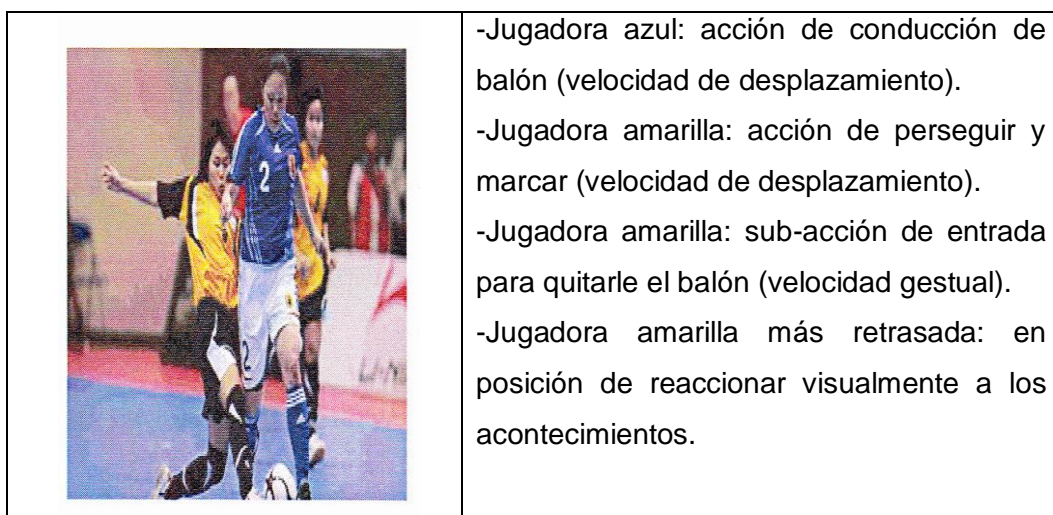 -Jugadora azul: acción de conducción de
balón (velocidad de desplazamiento).
-Jugadora amarilla: acción de perseguir y
marcar (velocidad de desplazamiento).
-Jugadora amarilla: sub-acción de entrada
para quitarle el balón (velocidad gestual).
-Jugadora amarilla más retrasada: en
posición de reaccionar visualmente a los
acontecimientos.
2
2